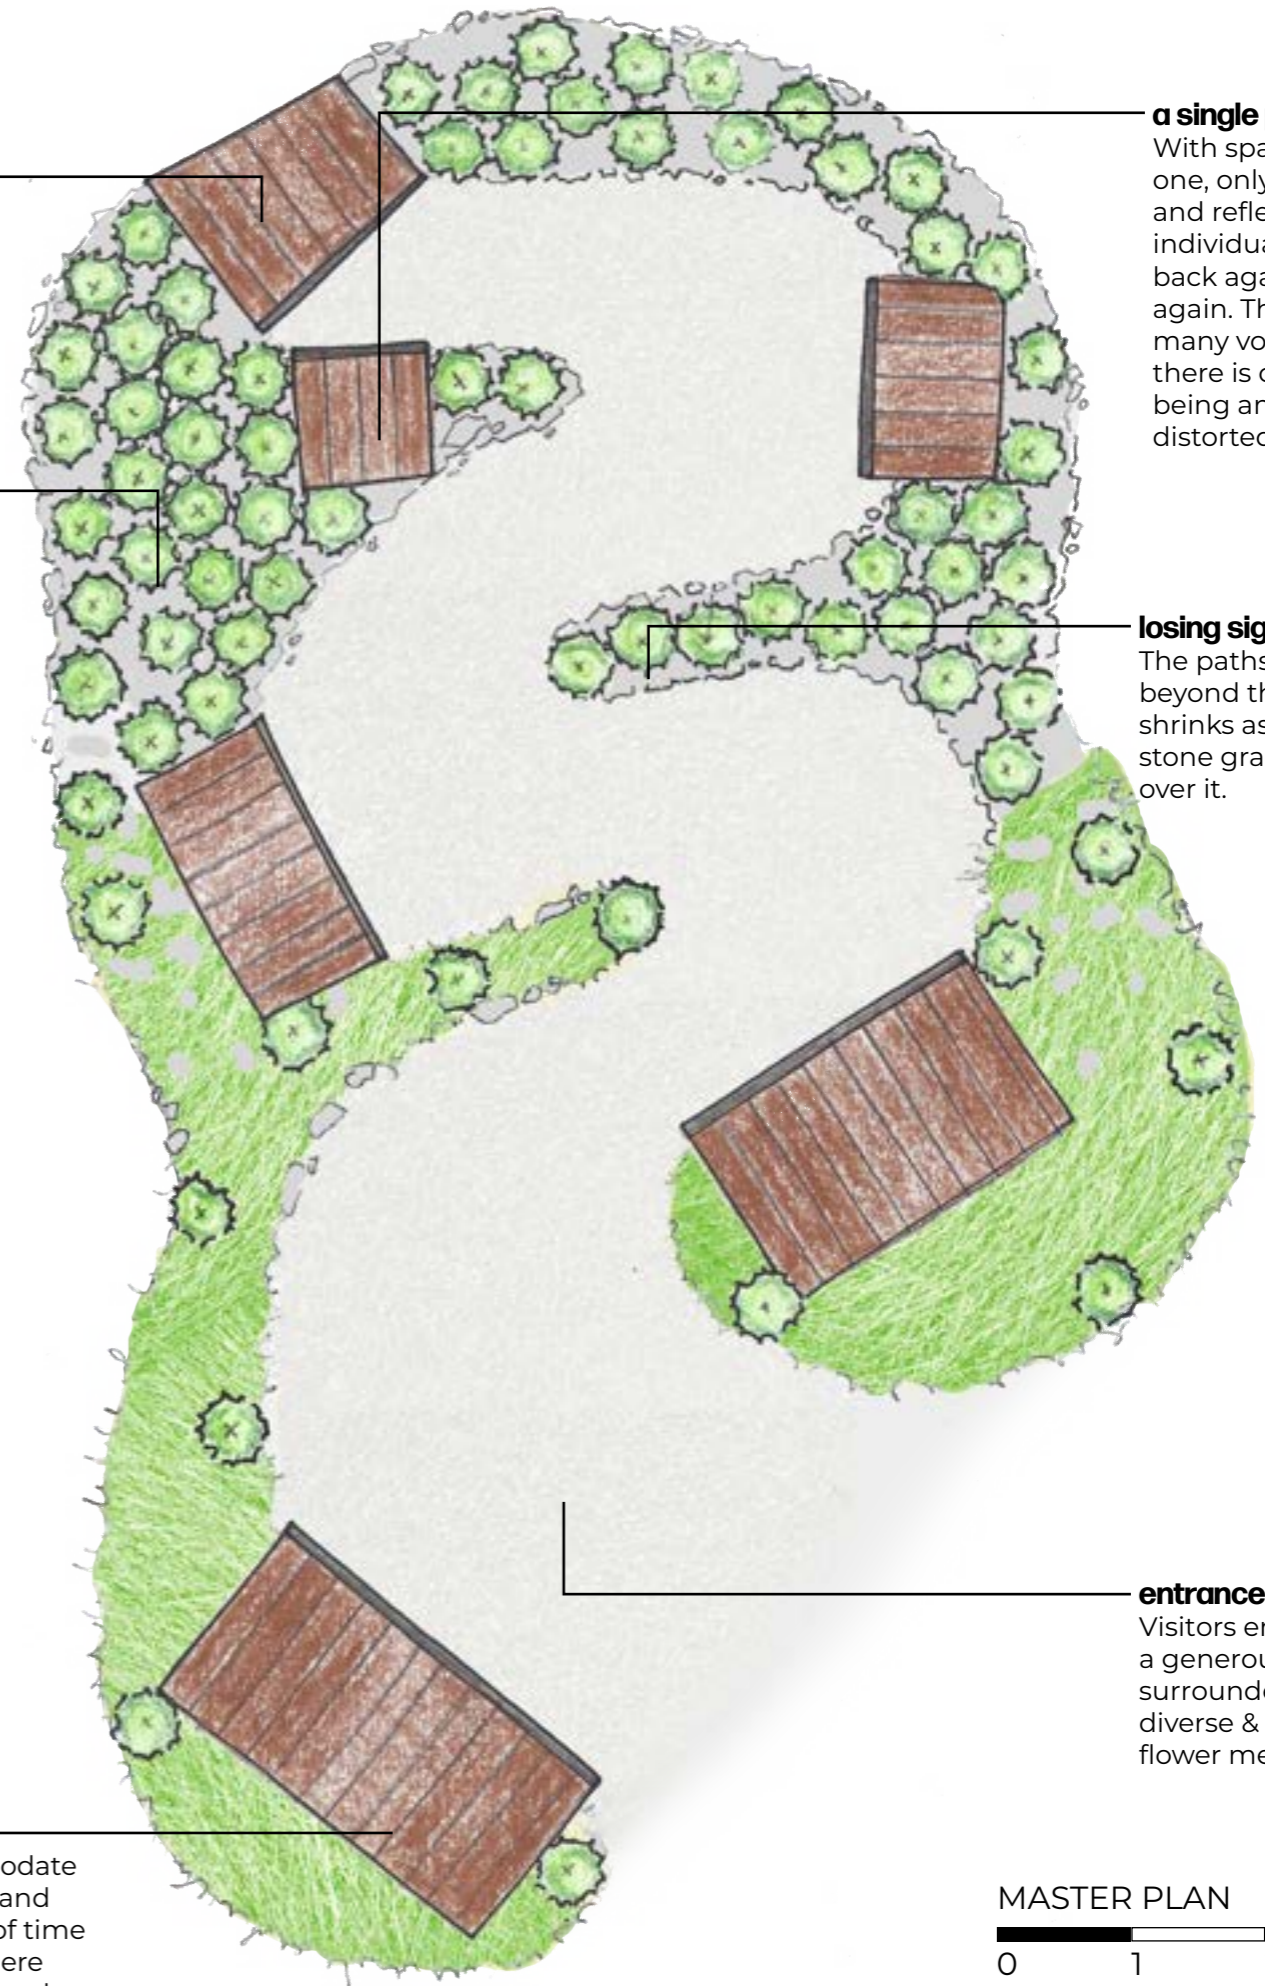 a single
With spa
one, only
and refle
individua
back aga
again. Th
many vo
there is o
being an
distorted
losing sig
The paths
beyond th
shrinks as
stone gra
over it.
entrance
Visitors en
a generou
surrounde
diverse &
flower me
odate
and
of time
ere
MASTER PLAN
0 1